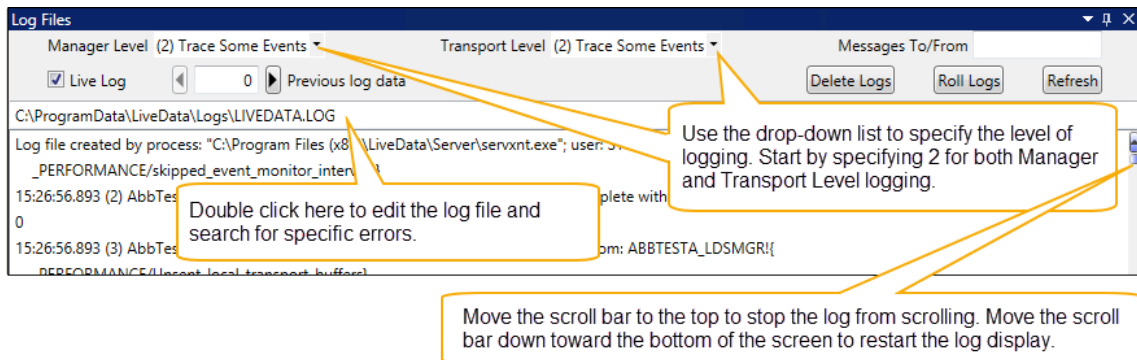 Log Files
Manager Level (2) Trace Some Events
Transport Level (2) Trace Some Events
Messages To/From
Live Log
0
Previous log data
Delete Logs
Roll Logs
Refresh
C:\ProgramData\LiveData\Logs\LIVEDATA.LOG
Log file created by process: "C:\Program Files (x8 \LiveData\Server\servxnt.exe"; user:
_PERFORMANCE/skipped_event_monitor_interv
15:26:56.893 (2) AbbTes
plete with
0
15:26:56.893 (3) AbbTes
om: ABBTESTA_LDSMGR!{
PERFORMANCE/Unsent_local_transport_buffers}
Use the drop-down list to specify the level of
logging. Start by specifying 2 for both Manager
and Transport Level logging.
Double click here to edit the log file and
search for specific errors.
Move the scroll bar to the top to stop the log from scrolling. Move the scroll
bar down toward the bottom of the screen to restart the log display.